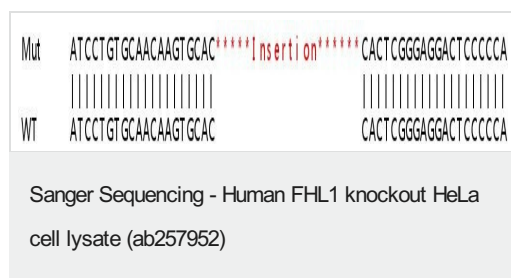 Mut ATCCTGTGCAACAAGTGCAC*****Insertion******CACTCGGGAGGACTCCCCCA
||||||||||||||||||||  ||||||||||||||||||||
WT ATCCTGTGCAACAAGTGCAC CACTCGGGAGGACTCCCCCA
Sanger Sequencing - Human FHL1 knockout HeLa
cell lysate (ab257952)